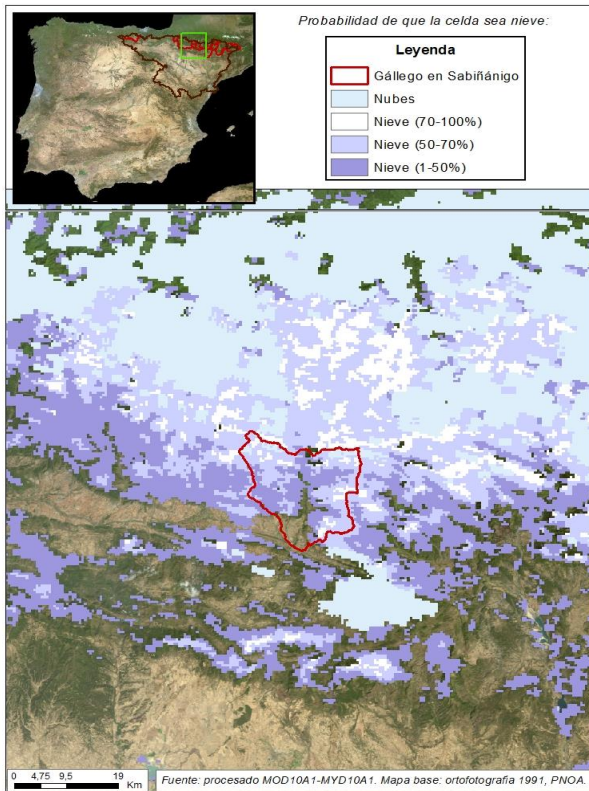 Probabilidad de que la celda sea nieve:
Leyenda
Gállego en Sabiñánigo
Nubes
Nieve (70-100%)
Nieve (50-70%)
Nieve (1-50%)
0 4,75 9,5 19
Km
Fuente: procesado MOD10A1-MYD10A1. Mapa base: ortofotografia 1991, PNOA.